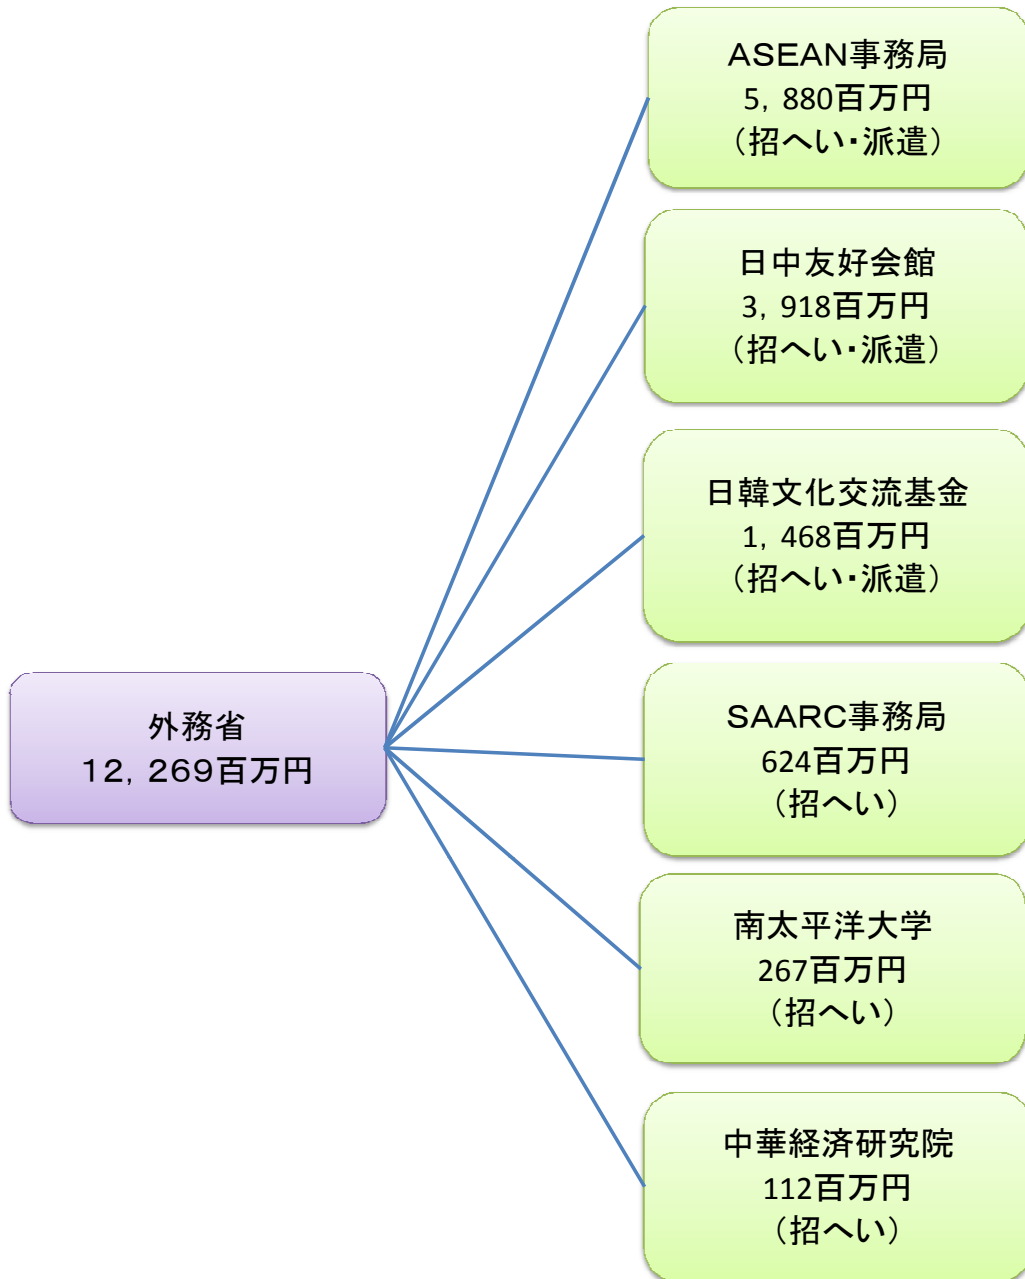 ASEAN事務局
5，880百万円
（招へい・派遣）
日中友好会館
3，918百万円
（招へい・派遣）
日韓文化交流基金
1，468百万円
（招へい・派遣）
外務省
１２，２６９百万円
SAARC事務局
624百万円
（招へい）
南太平洋大学
267百万円
（招へい）
中華経済研究院
112百万円
（招へい）